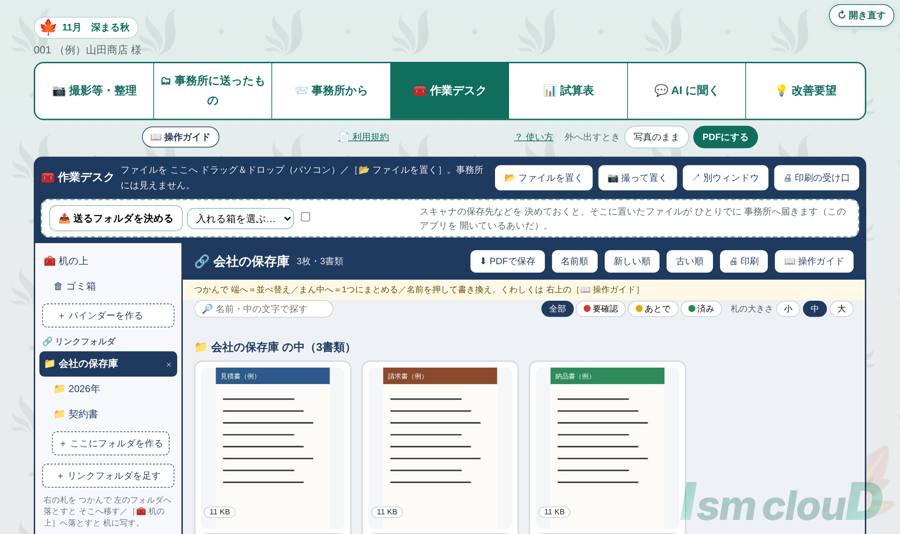 🍁 11月 深まる秋
↻ 開き直す
001 （例）山田商店 様
📷 撮影等・整理
🗂 事務所に送ったもの
📨 事務所から
🧰 作業デスク
📊 試算表
💬 AI に聞く
💡 改善要望
📖 操作ガイド
📄 利用規約
? 使い方 外へ出すとき 写真のまま PDFにする
🧰 作業デスク
ファイルを ここへ ドラッグ＆ドロップ（パソコン）／［📂 ファイルを置く］。事務所
には見えません。
📂 ファイルを置く
📷 撮って置く
↗ 別ウィンドウ
🖨 印刷の受け口
📤 送るフォルダを決める
入れる箱を選ぶ…
スキャナの保存先などを 決めておくと、そこに置いたファイルが ひとりでに 事務所へ届きます（この
アプリを 開いているあいだ）。
🧰 机の上
🗑 ゴミ箱
＋ バインダーを作る
🔗 リンクフォルダ
📁 会社の保存庫 ×
📁 2026年
📁 契約書
＋ ここにフォルダを作る
＋ リンクフォルダを足す
右の札を つかんで 左のフォルダへ
落とすと そこへ移す／［🧰 机の
上］へ落とすと 机に写す。
🔗 会社の保存庫 3枚・3書類
⬇ PDFで保存
名前順
新しい順
古い順
🖨 印刷
📖 操作ガイド
つかんで 端へ＝並べ替え／まん中へ＝1つにまとめる／名前を押して書き換え。くわしくは 右上の［📖 操作ガイド］
🔎 名前・中の文字で探す
全部 要確認 あとで 済み 札の大きさ 小 中 大
📁 会社の保存庫 の中（3書類）
見積書（例）
請求書（例）
納品書（例）
11 KB
11 KB
11 KB
Ism clouD